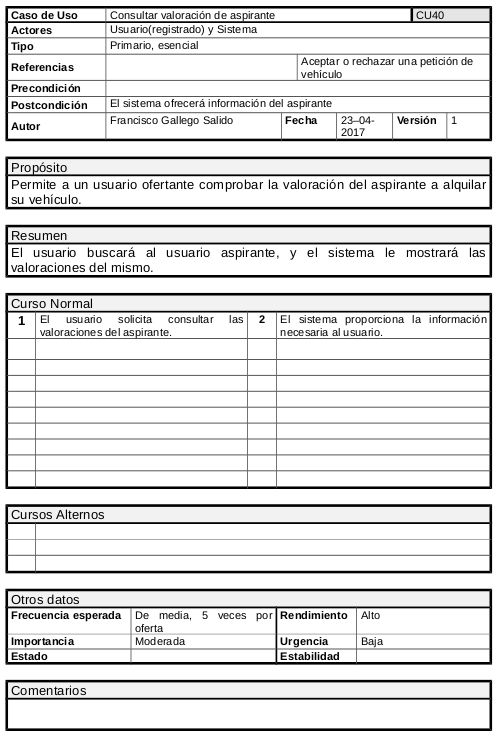 Caso de Uso Consultar valoración de aspirante CU40
Actores Usuario(registrado) y Sistema
Tipo Primario, esencial
Referencias Aceptar o rechazar una petición de
vehículo
Precondición
Postcondición El sistema ofrecerá información del aspirante
Autor Francisco Gallego Salido Fecha 23–04-
2017 Versión 1
Propósito
Permite a un usuario ofertante comprobar la valoración del aspirante a alquilar
su vehículo.
Resumen
El usuario buscará al usuario aspirante, y el sistema le mostrará las
valoraciones del mismo.
Curso Normal
1 El usuario solicita consultar las
valoraciones del aspirante.
2 El sistema proporciona la información
necesaria al usuario.
Cursos Alternos
Otros datos
Frecuencia esperada De media, 5 veces por
oferta
Rendimiento Alto
Importancia Moderada Urgencia Baja
Estado Estabilidad
Comentarios